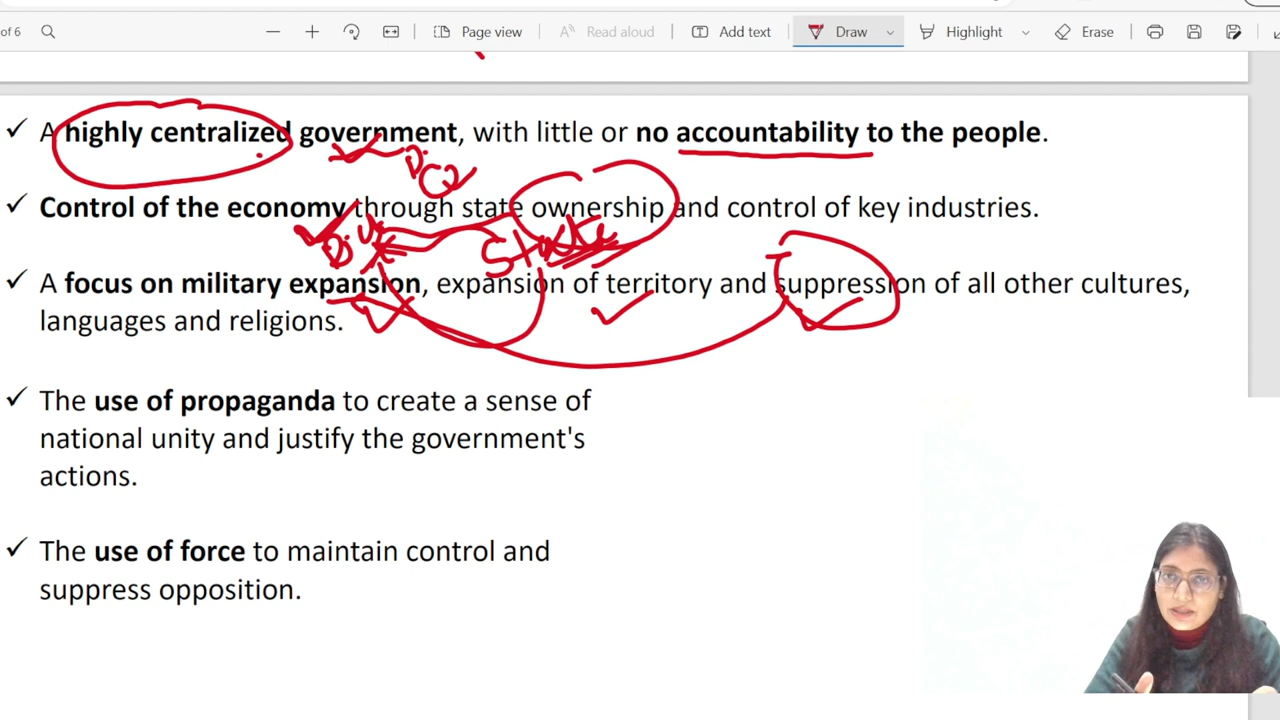 of 6
Page view
Read aloud
Add text
Draw
Highlight
Erase
✓ A highly centralized government, with little or no accountability to the people.
✓ Control of the economy through state ownership and control of key industries.
State
✓ A focus on military expansion, expansion of territory and suppression of all other cultures,
languages and religions.
✓ The use of propaganda to create a sense of
national unity and justify the government's
actions.
✓ The use of force to maintain control and
suppress opposition.